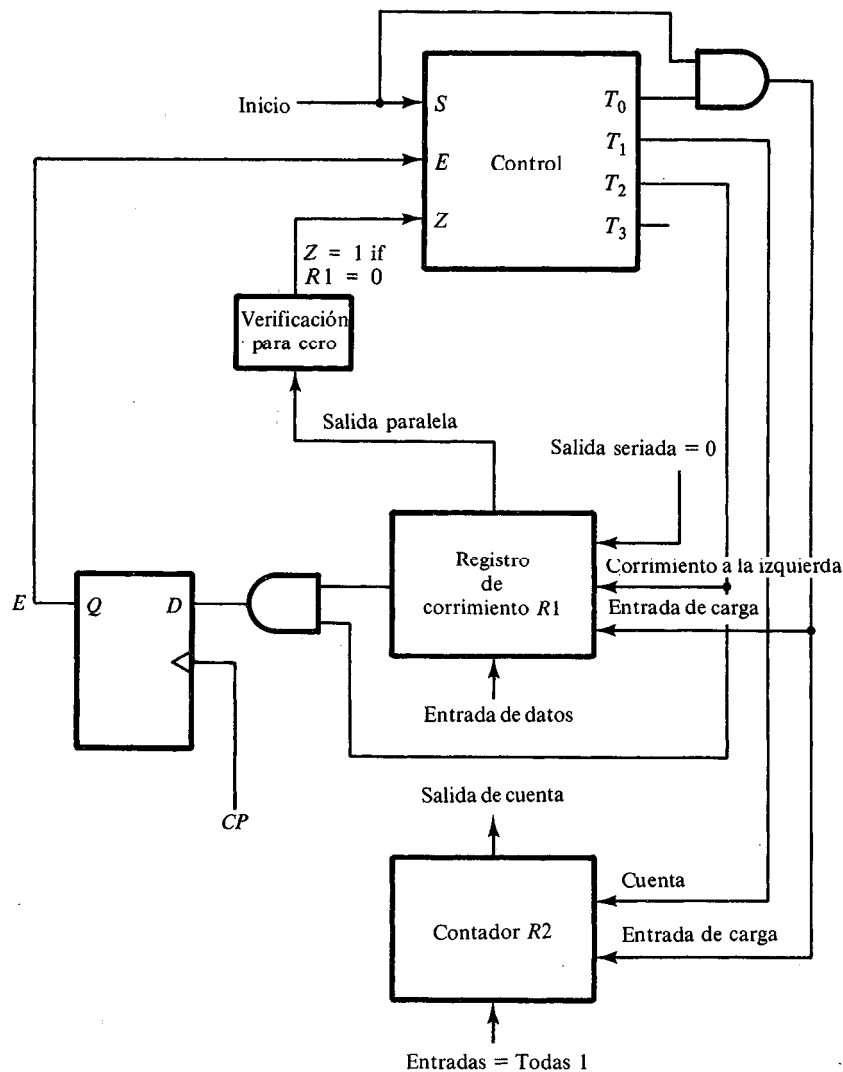 Inicio
S
T0
T1
E
Control
T2
Z
T3
Z = 1 if
R1 = 0
Verificación
para cero
Salida paralela
Salida seriada = 0
Registro
de
corrimiento R1
Corrimiento a la izquierda
Entrada de carga
E
Q
D
Entrada de datos
CP
Salida de cuenta
Cuenta
Contador R2
Entrada de carga
Entradas = Todas 1